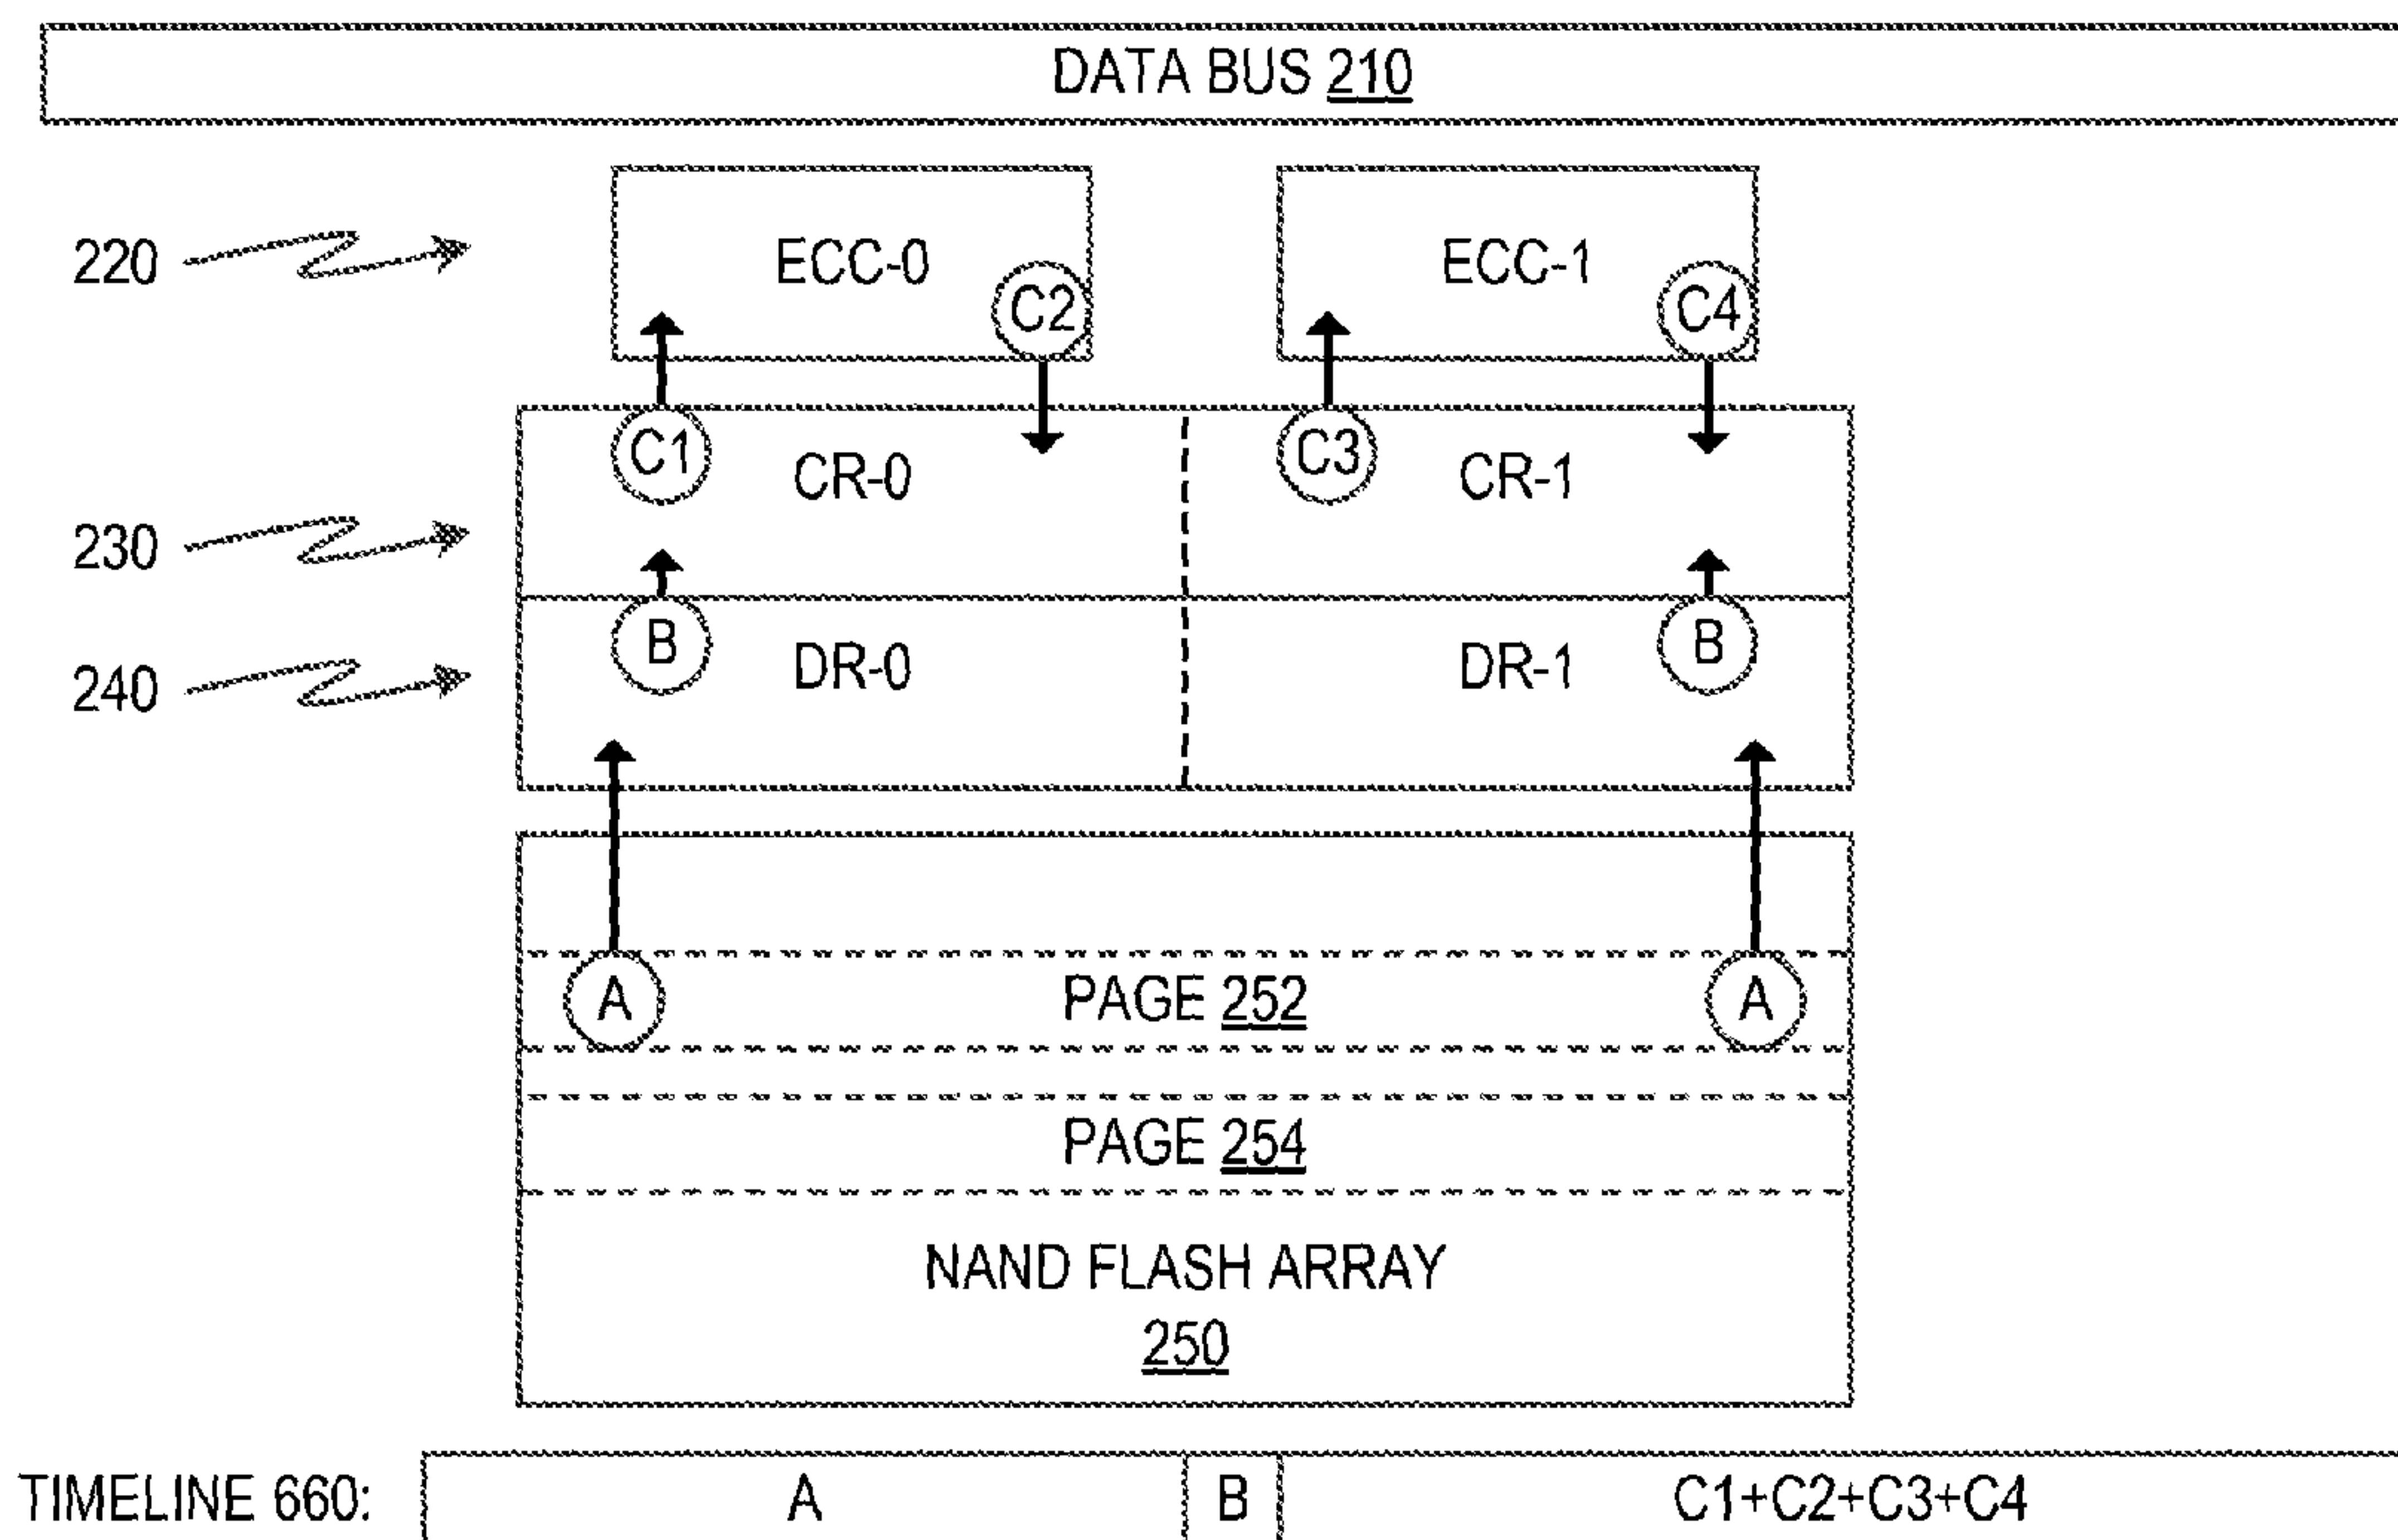 DATA BUS 210
220
ECC-0
C2
ECC-1
C4
C1
CR-0
C3
CR-1
230
B
DR-0
DR-1
B
240
A
PAGE 252
A
PAGE 254
NAND FLASH ARRAY
250
TIMELINE 660:
A
B
C1+C2+C3+C4